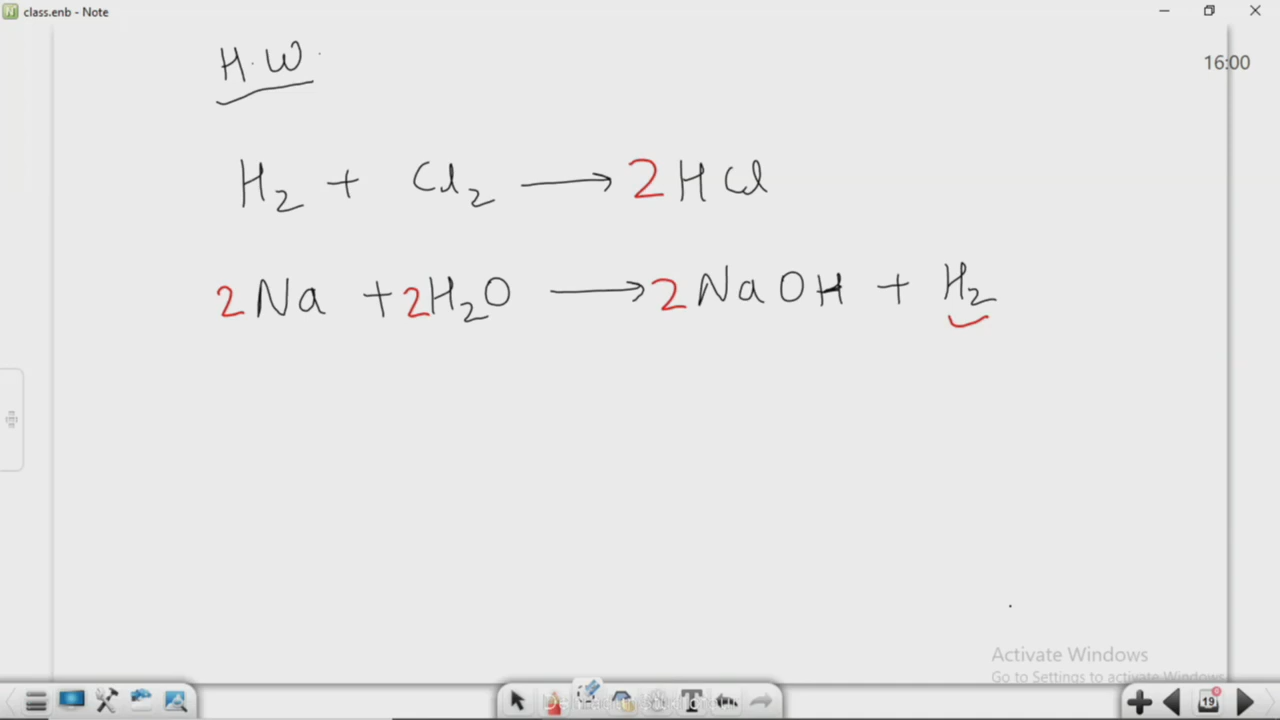 class.enb - Note
16:00
H.W
H₂ + Cl₂ ⟶ 2HCl
2Na + 2H₂O ⟶ 2NaOH + H₂
Activate Windows
Go to Settings to activate Windows.
19